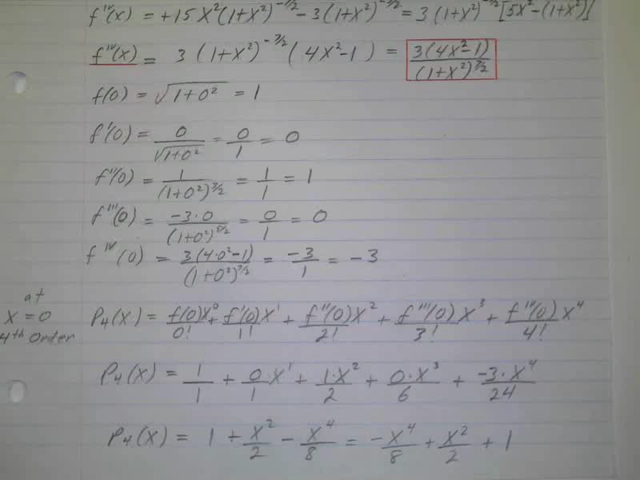 f^IV(x) = +15x²(1+x²)^-7/2 - 3(1+x²)^-5/2 = 3(1+x²)^-7/2 [5x²-(1+x²)]
f^IV(x) = 3(1+x²)^-7/2 (4x²-1) = 3(4x²-1)/(1+x²)^7/2
f(0) = √(1+0²) = 1
f'(0) = 0/√(1+0²) = 0/1 = 0
f''(0) = 1/(1+0²)^3/2 = 1/1 = 1
f'''(0) = -3·0/(1+0²)^5/2 = 0/1 = 0
f^IV(0) = 3(4·0²-1)/(1+0²)^7/2 = -3/1 = -3
at
x=0
4th order
P₄(x) = f(0)x⁰/0! + f'(0)x¹/1! + f''(0)x²/2! + f'''(0)x³/3! + f^IV(0)x⁴/4!
P₄(x) = 1/1 + 0/1 x¹ + 1·x²/2 + 0·x³/6 + -3·x⁴/24
P₄(x) = 1 + x²/2 - x⁴/8 = -x⁴/8 + x²/2 + 1